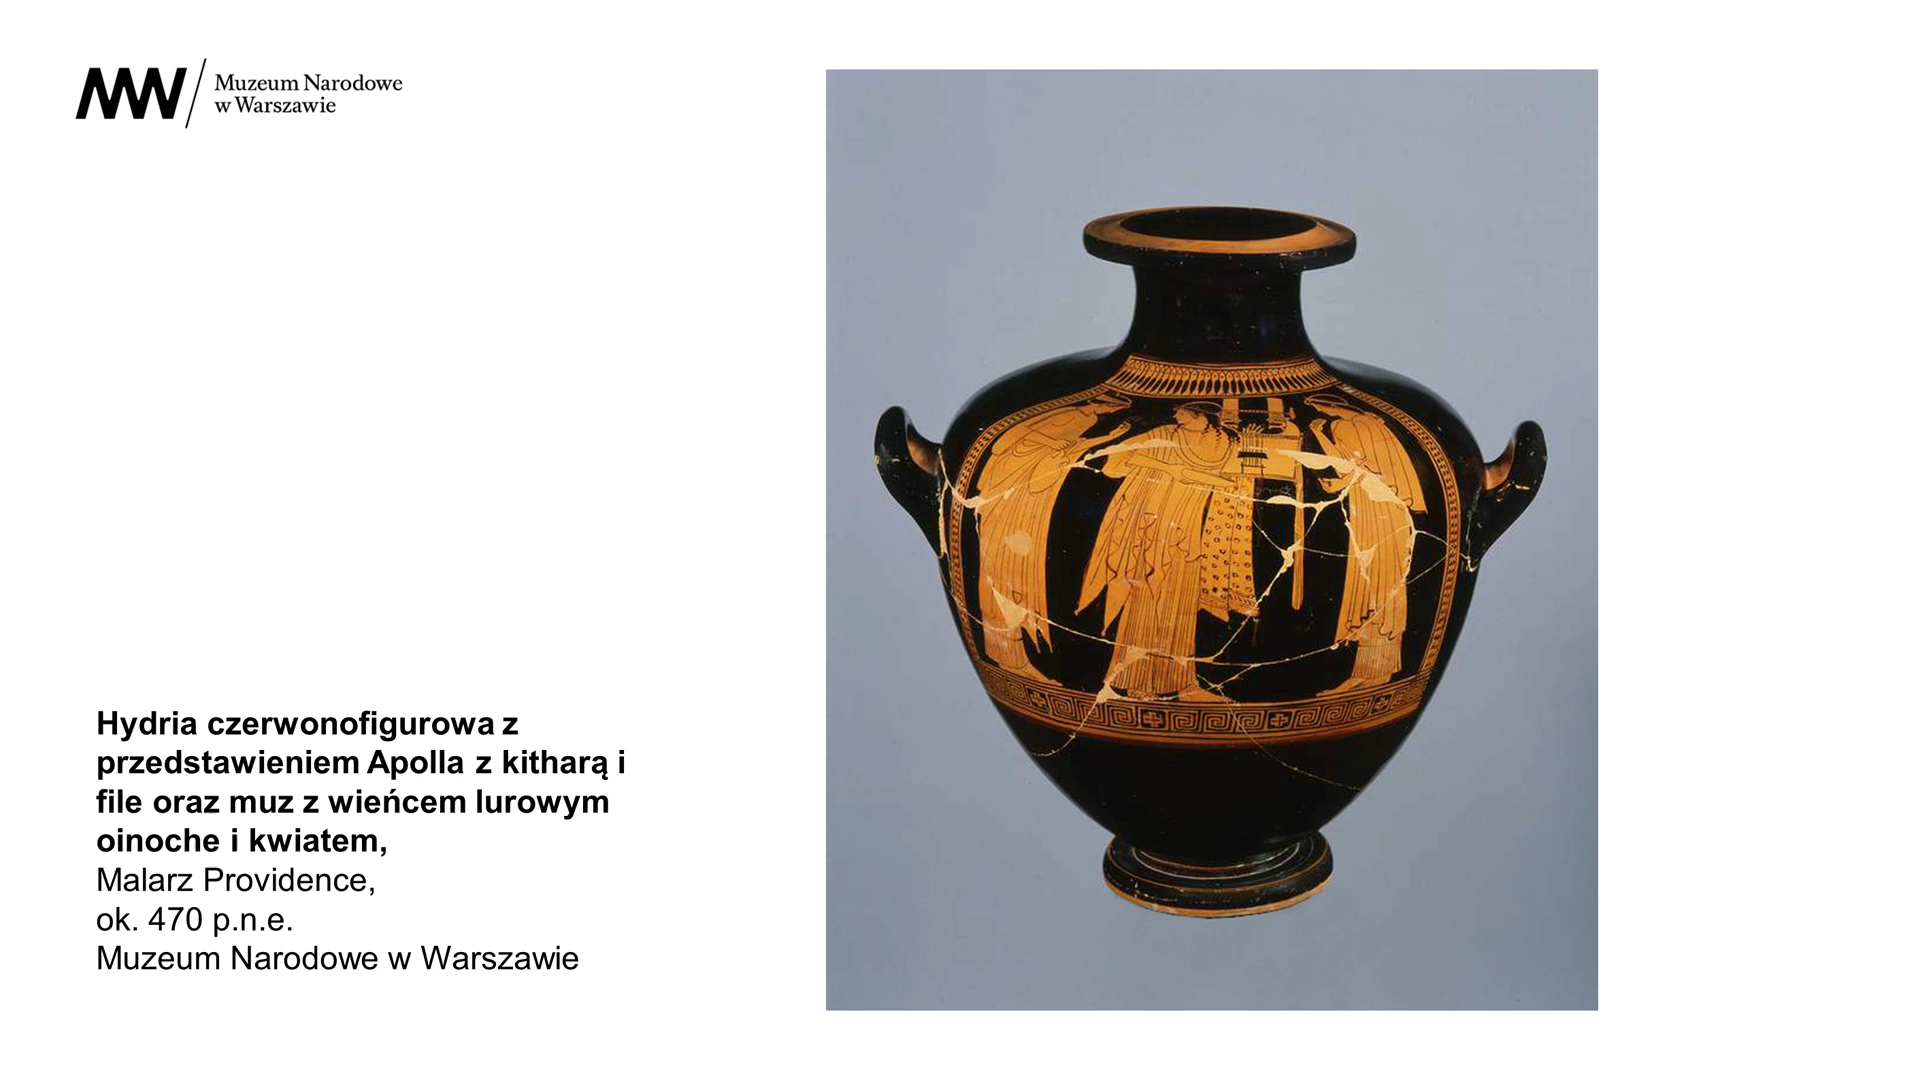 MNW
Muzeum Narodowe
w Warszawie
Hydria czerwonofigurowa z
przedstawieniem Apolla z kitharą i
file oraz muz z wieńcem lurowym
oinoche i kwiatem,
Malarz Providence,
ok. 470 p.n.e.
Muzeum Narodowe w Warszawie